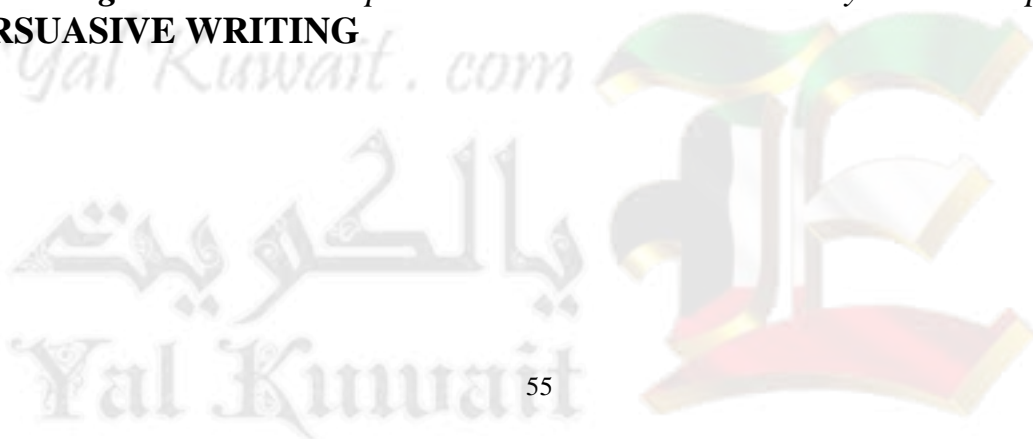 RSUASIVE WRITING
Yal Kuwait . com
يالكويت
Yal Kuwait
55